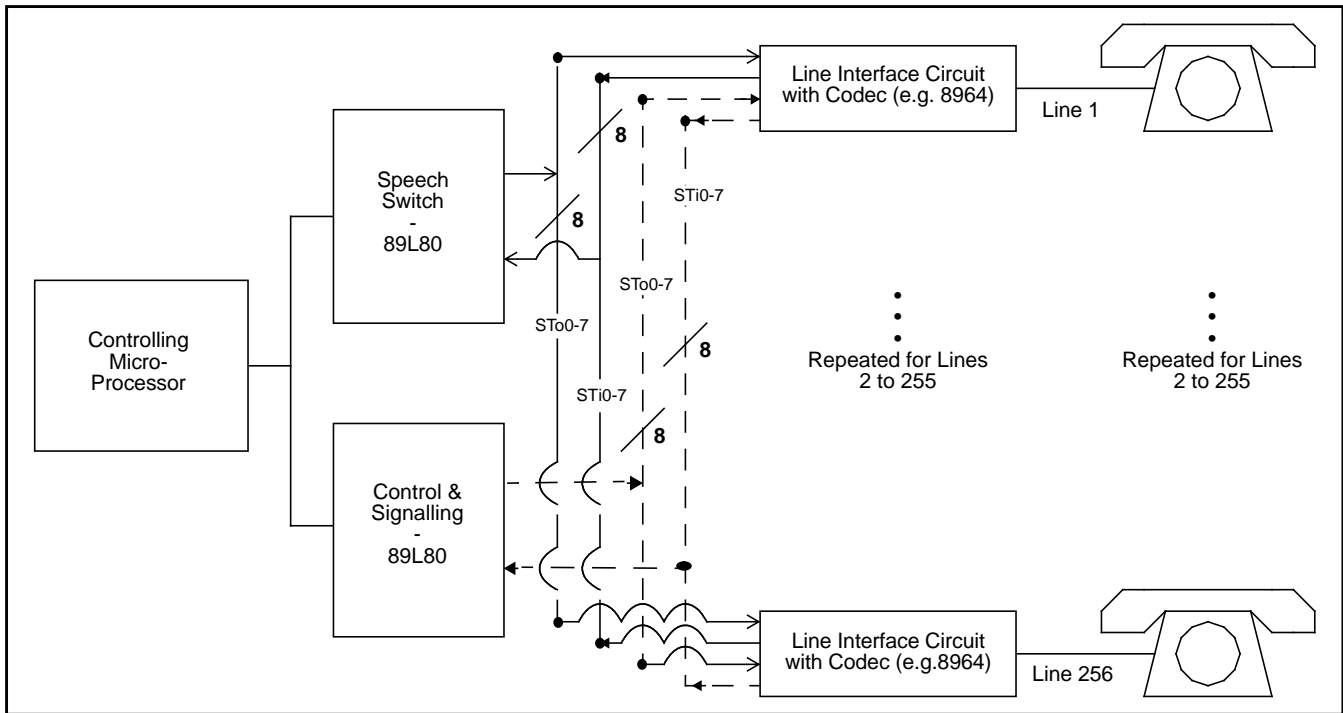 Controlling
Micro-
Processor
Speech
Switch
-
89L80
Control &
Signalling
-
89L80
8
8
STo0-7
STi0-7
STo0-7
STi0-7
8
8
Line Interface Circuit
with Codec (e.g. 8964)
Line 1
Repeated for Lines
2 to 255
Repeated for Lines
2 to 255
Line Interface Circuit
with Codec (e.g.8964)
Line 256